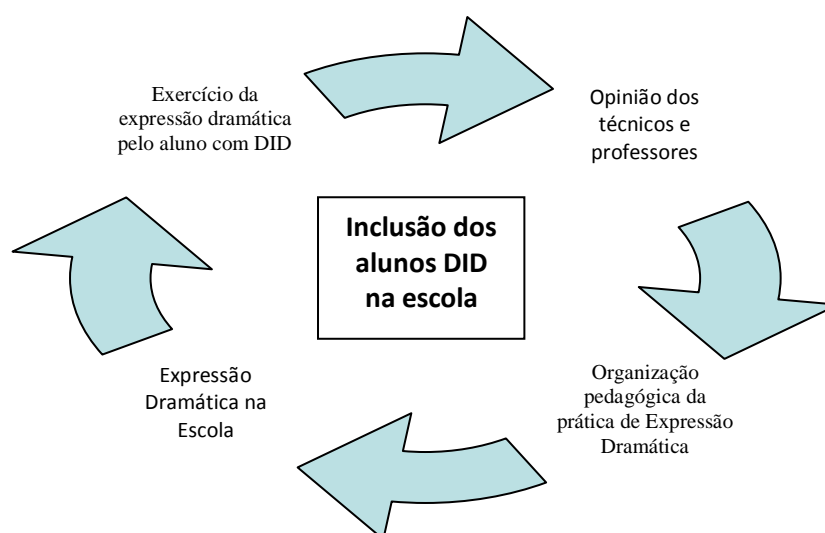 Exercício da
expressão dramática
pelo aluno com DID
Opinião dos
técnicos e
professores
Inclusão dos
alunos DID
na escola
Expressão
Dramática na
Escola
Organização
pedagógica da
prática de Expressão
Dramática